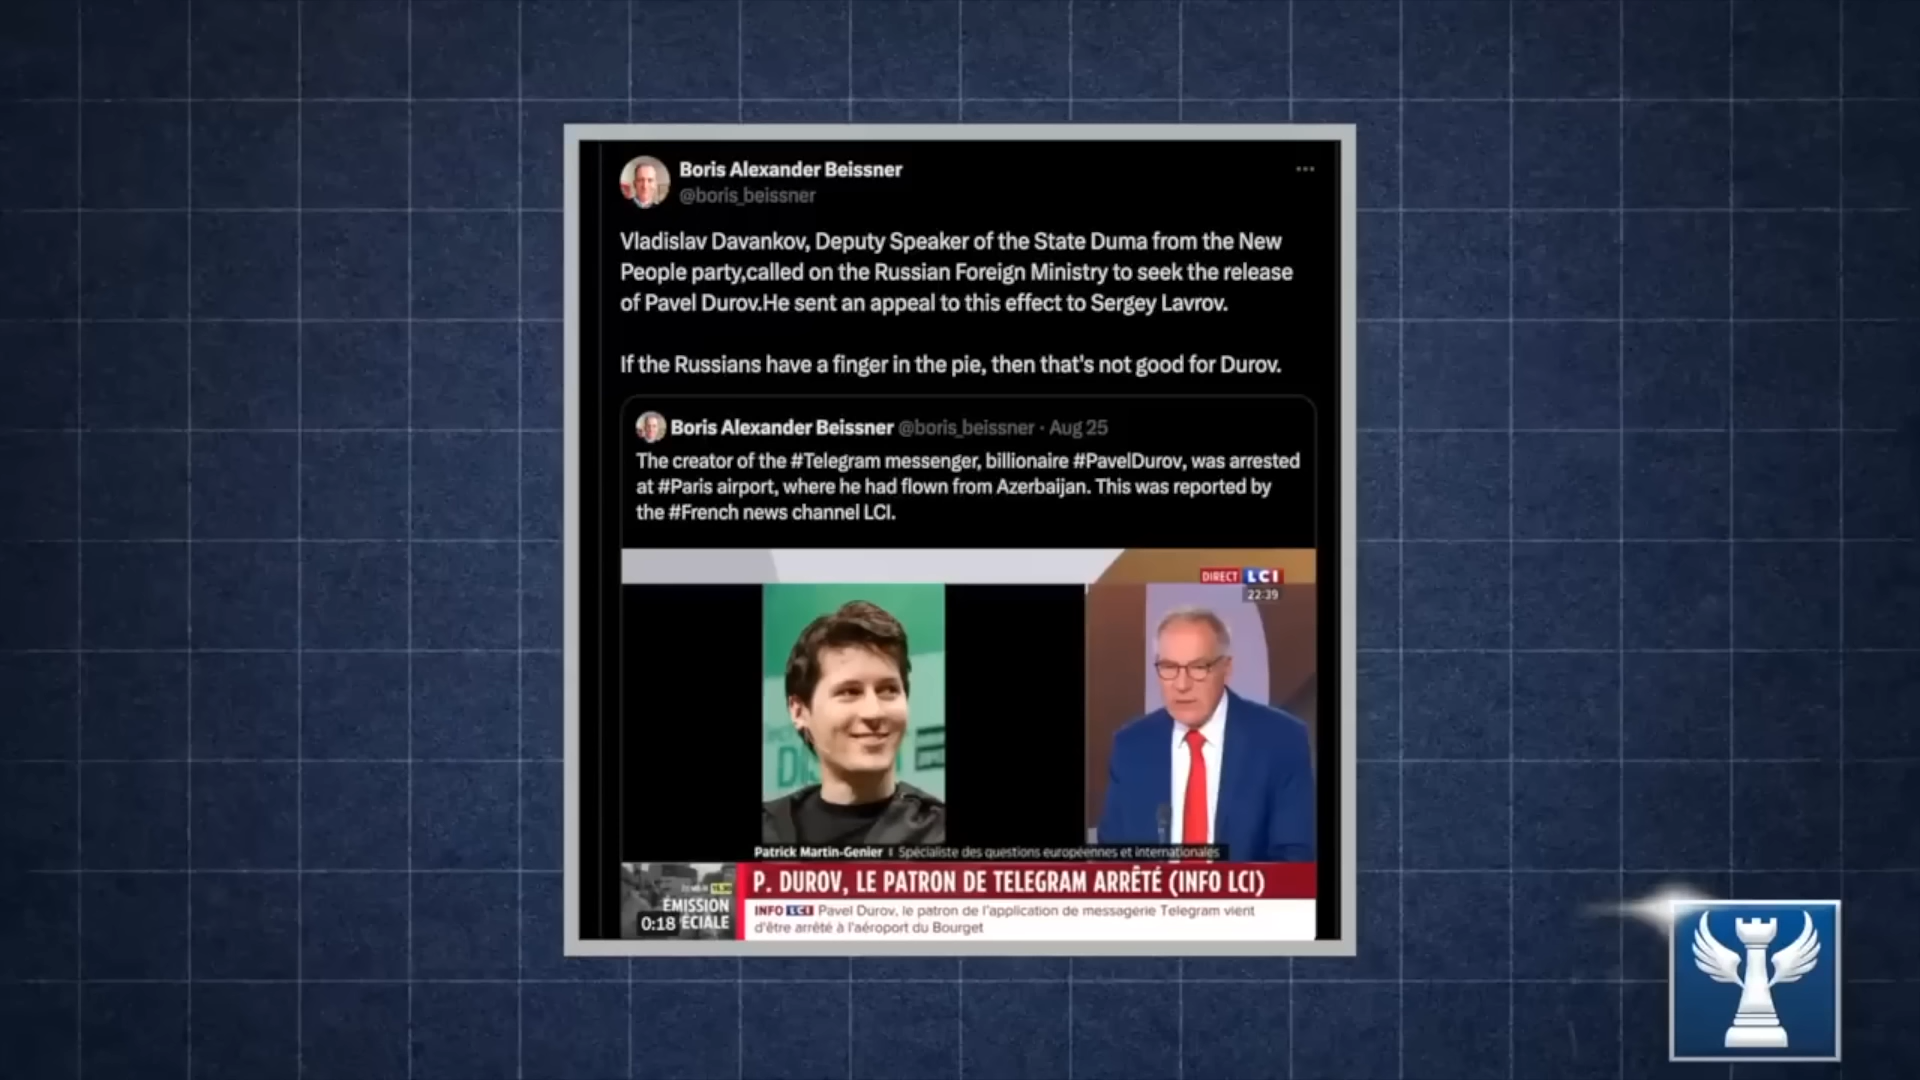 Boris Alexander Beissner
@boris_beissner
Vladislav Davankov, Deputy Speaker of the State Duma from the New
People party,called on the Russian Foreign Ministry to seek the release
of Pavel Durov.He sent an appeal to this effect to Sergey Lavrov.
If the Russians have a finger in the pie, then that's not good for Durov.
Boris Alexander Beissner @boris_beissner · Aug 25
The creator of the #Telegram messenger, billionaire #PavelDurov, was arrested
at #Paris airport, where he had flown from Azerbaijan. This was reported by
the #French news channel LCI.
DIRECT LCI
22:39
Patrick Martin-Genier Spécialiste des questions européennes et internationales
P. DUROV, LE PATRON DE TELEGRAM ARRÊTÉ (INFO LCI)
ÉMISSION
0:18 ÉCIALE
INFO LCI Pavel Durov, le patron de l'application de messagerie Telegram vient
d'être arrêté à l'aéroport du Bourget